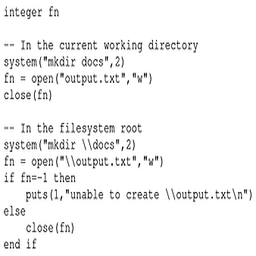 integer fn

-- In the current working directory
system("mkdir docs",2)
fn = open("output.txt","w")
close(fn)

-- In the filesystem root
system("mkdir \\docs",2)
fn = open("\\output.txt","w")
if fn=-1 then
    puts(1,"unable to create \\output.txt\n")
else
    close(fn)
end if